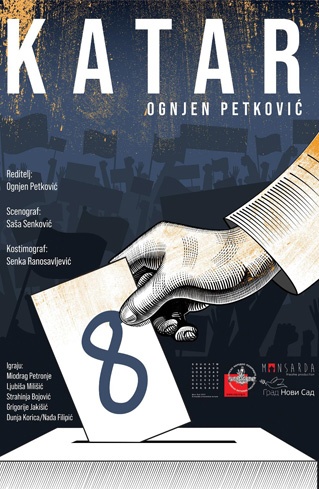 KATAR
OGNJEN PETKOVIĆ
Reditelj:
Ognjen Petković
Scenograf:
Saša Senković
Kostimograf:
Senka Ranosavljević
8
Igraju:
Miodrag Petronje
Ljubiša Milišić
Strahinja Bojović
Grigorije Jakišić
Dunja Korica/Nađa Filipić
MANSARDA
Град Нови Сад